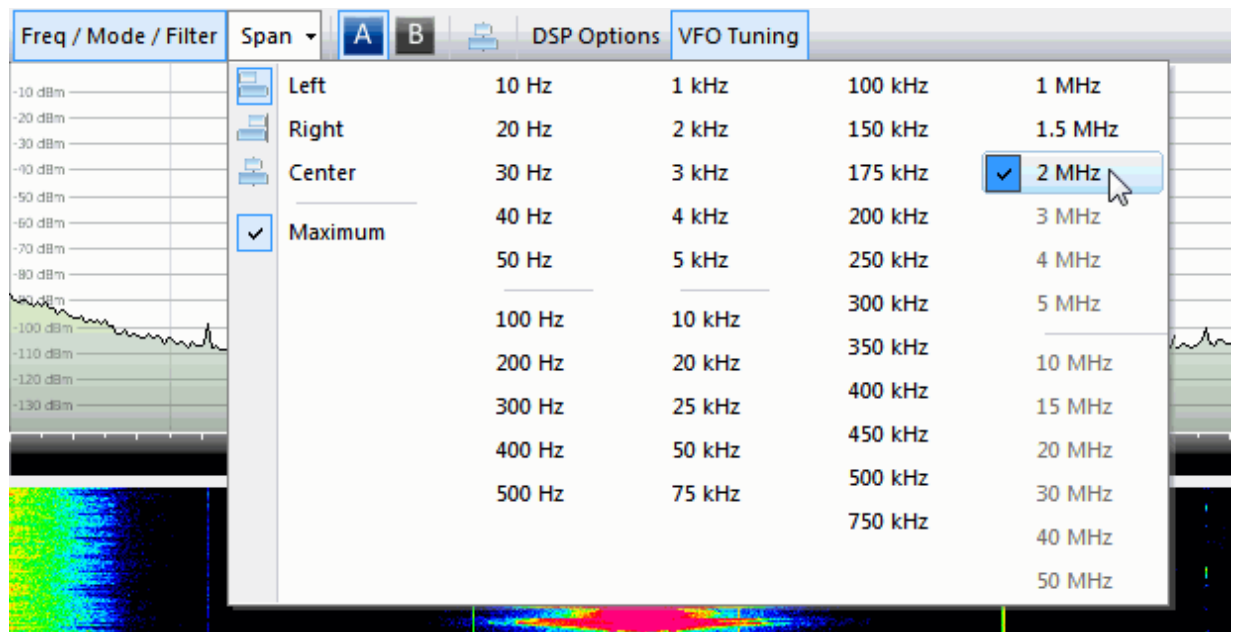 Freq / Mode / Filter Span A B DSP Options VFO Tuning
-10 dBm
-20 dBm
-30 dBm
-40 dBm
-50 dBm
-60 dBm
-70 dBm
-80 dBm
-90 dBm
-100 dBm
-110 dBm
-120 dBm
-130 dBm
Left
Right
Center
Maximum
10 Hz
20 Hz
30 Hz
40 Hz
50 Hz
100 Hz
200 Hz
300 Hz
400 Hz
500 Hz
1 kHz
2 kHz
3 kHz
4 kHz
5 kHz
10 kHz
20 kHz
25 kHz
50 kHz
75 kHz
100 kHz
150 kHz
175 kHz
200 kHz
250 kHz
300 kHz
350 kHz
400 kHz
450 kHz
500 kHz
750 kHz
1 MHz
1.5 MHz
2 MHz
3 MHz
4 MHz
5 MHz
10 MHz
15 MHz
20 MHz
30 MHz
40 MHz
50 MHz